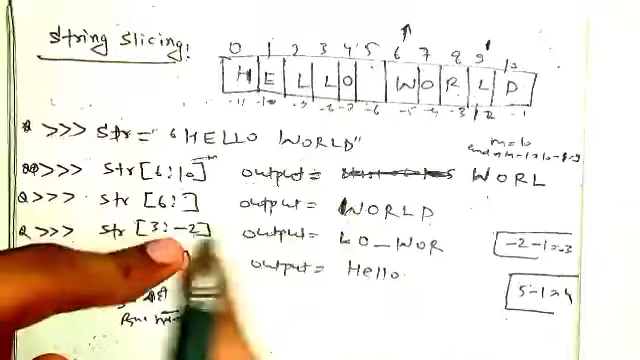 String Slicing:
0 1 2 3 4 5 6 7 8 9 10
H E L L O W O R L D
-11 -10 -9 -8 -7 -6 -5 -4 -3 -2 -1
>>> Str = "HELLO WORLD"
>>> Str[6:10] output = WORL
>>> Str [6:] output = WORLD
>>> Str [3:-2] output = LO_WOR
-2-1=-3
output = Hello
5-1=4